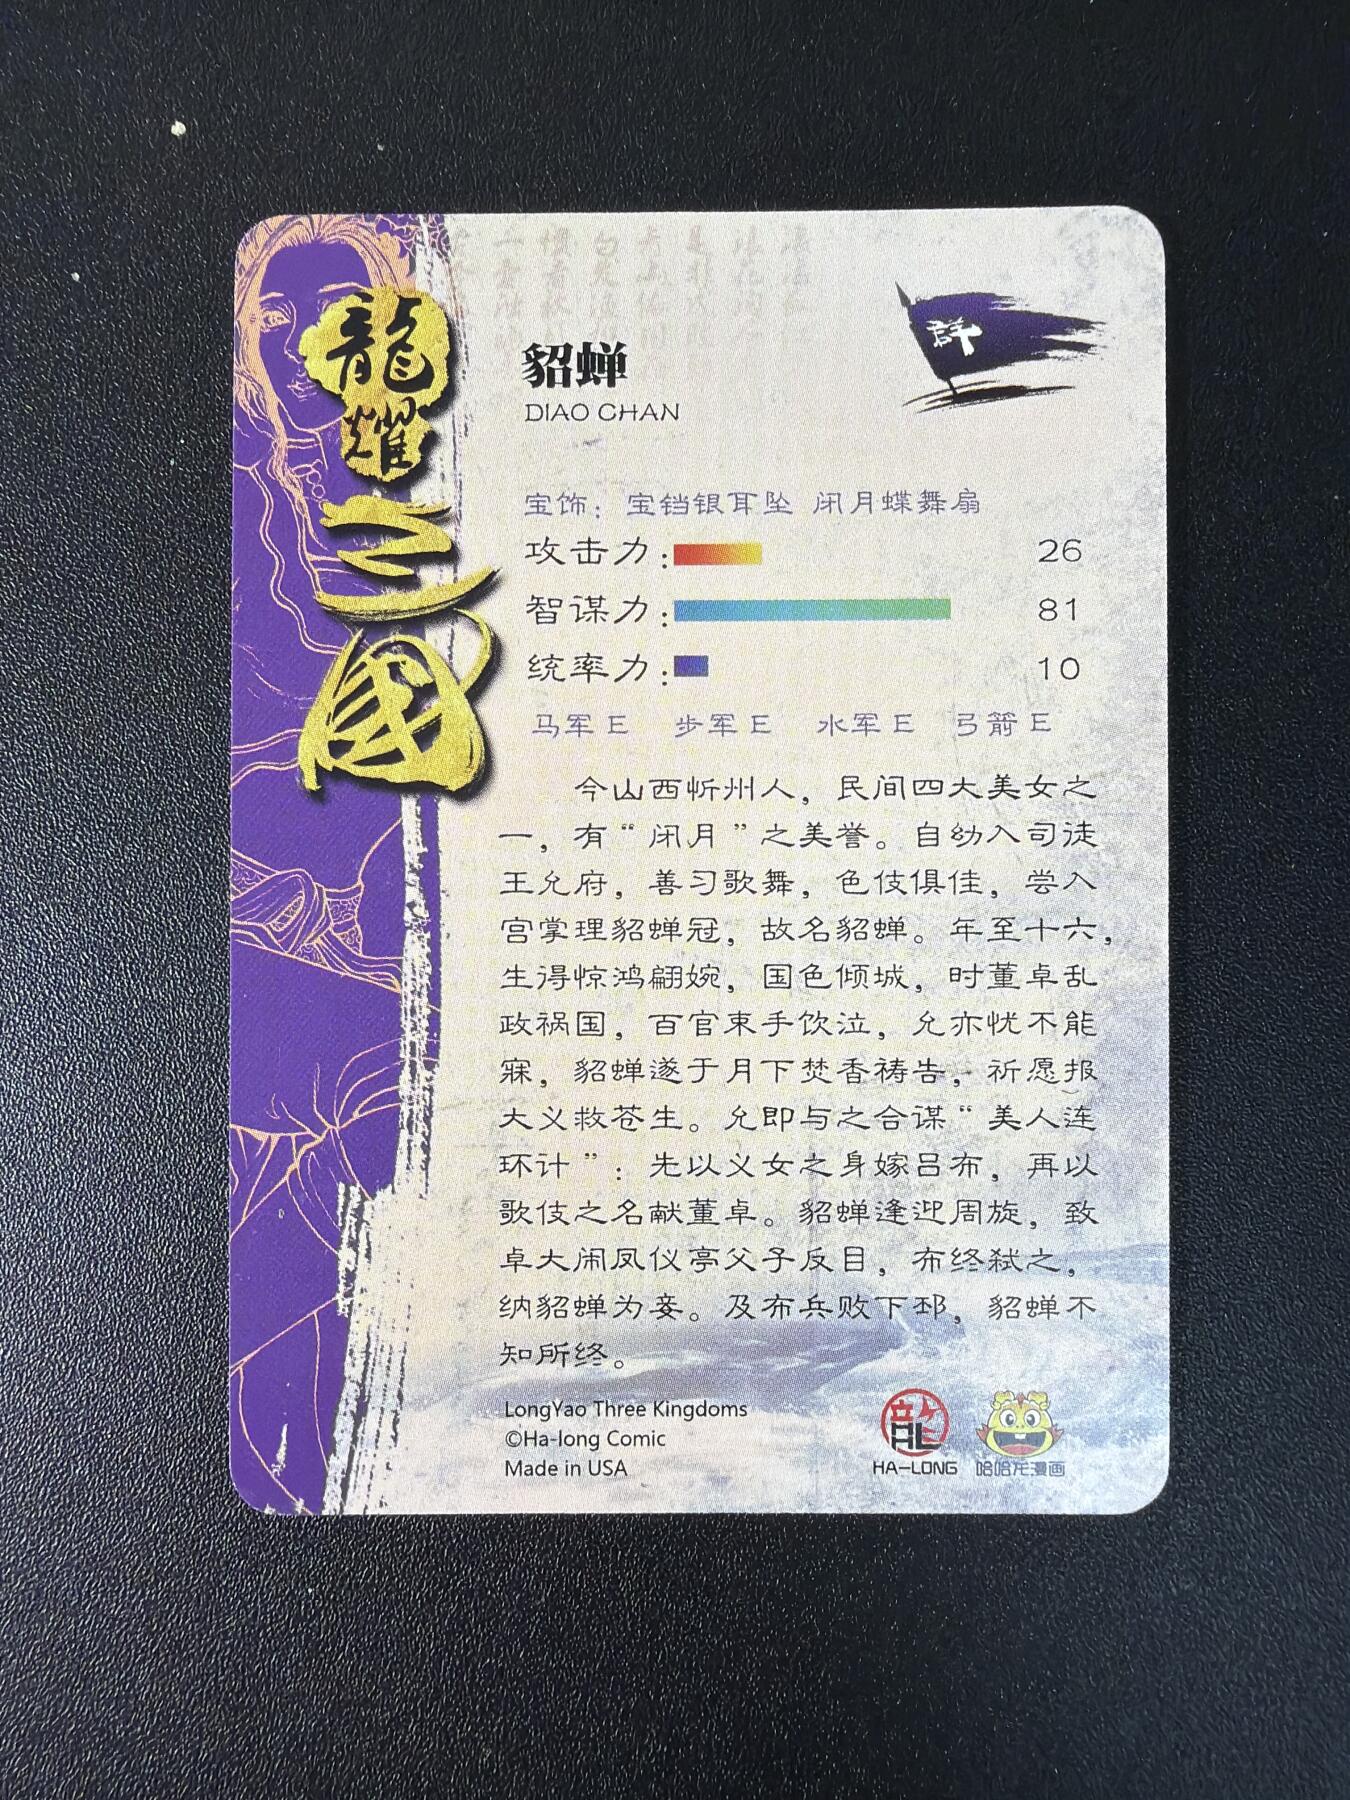 龍耀三國
貂蝉
DIAO CHAN
群
宝饰：宝铛银耳坠 闭月蝶舞扇
攻击力： 26
智谋力： 81
统率力： 10
马军E 步军E 水军E 弓箭E
今山西忻州人，民间四大美女之
一，有“闭月”之美誉。自幼入司徒
王允府，善习歌舞，色伎俱佳，尝入
宫掌理貂蝉冠，故名貂蝉。年至十六，
生得惊鸿翩婉，国色倾城，时董卓乱
政祸国，百官束手饮泣，允亦忧不能
寐，貂蝉遂于月下焚香祷告，祈愿报
大义救苍生。允即与之合谋“美人连
环计”：先以义女之身嫁吕布，再以
歌伎之名献董卓。貂蝉逢迎周旋，致
卓大闹凤仪亭父子反目，布终弑之，
纳貂蝉为妾。及布兵败下邳，貂蝉不
知所终。
LongYao Three Kingdoms
©Ha-long Comic
Made in USA
龍
HA-LONG
哈哈龙漫画